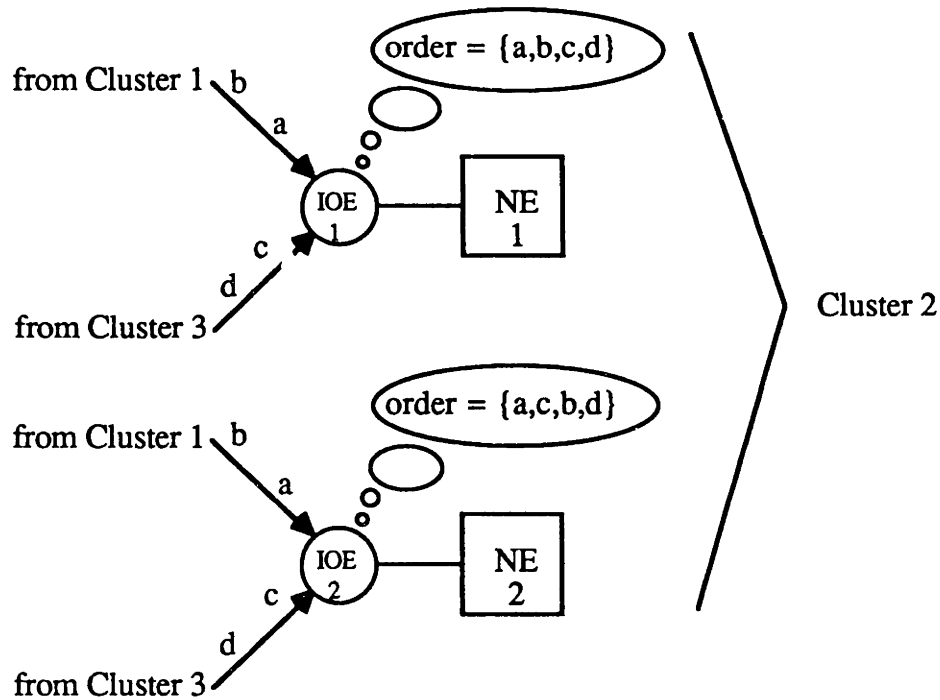 order = {a,b,c,d}
from Cluster 1
b
a
IOE
1
NE
1
c
d
from Cluster 3
Cluster 2
order = {a,c,b,d}
from Cluster 1
b
a
IOE
2
NE
2
c
d
from Cluster 3